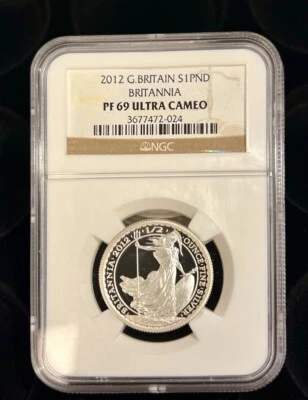 2012 G.BRITAIN S1PND
BRITANNIA
PF 69 ULTRA CAMEO
3677472-024
NGC
BRITANNIA · 2012 · 1/2 · OUNCE · FINE · SILVER